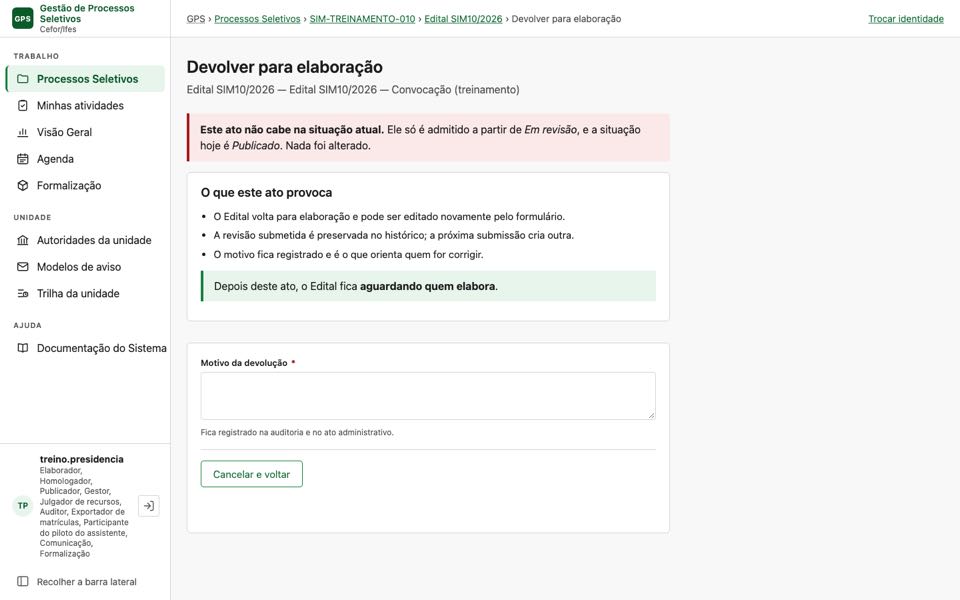 GPS
Gestão de Processos
Seletivos
Cefor/Ifes
GPS › Processos Seletivos › SIM-TREINAMENTO-010 › Edital SIM10/2026 › Devolver para elaboração
Trocar identidade
TRABALHO
Processos Seletivos
Minhas atividades
Visão Geral
Agenda
Formalização
UNIDADE
Autoridades da unidade
Modelos de aviso
Trilha da unidade
AJUDA
Documentação do Sistema
TP
treino.presidencia
Elaborador,
Homologador,
Publicador, Gestor,
Julgador de recursos,
Auditor, Exportador de
matrículas, Participante
do piloto do assistente,
Comunicação,
Formalização
Recolher a barra lateral
Devolver para elaboração
Edital SIM10/2026 — Edital SIM10/2026 — Convocação (treinamento)
Este ato não cabe na situação atual. Ele só é admitido a partir de Em revisão, e a situação
hoje é Publicado. Nada foi alterado.
O que este ato provoca
• O Edital volta para elaboração e pode ser editado novamente pelo formulário.
• A revisão submetida é preservada no histórico; a próxima submissão cria outra.
• O motivo fica registrado e é o que orienta quem for corrigir.
Depois deste ato, o Edital fica aguardando quem elabora.
Motivo da devolução *
Fica registrado na auditoria e no ato administrativo.
Cancelar e voltar